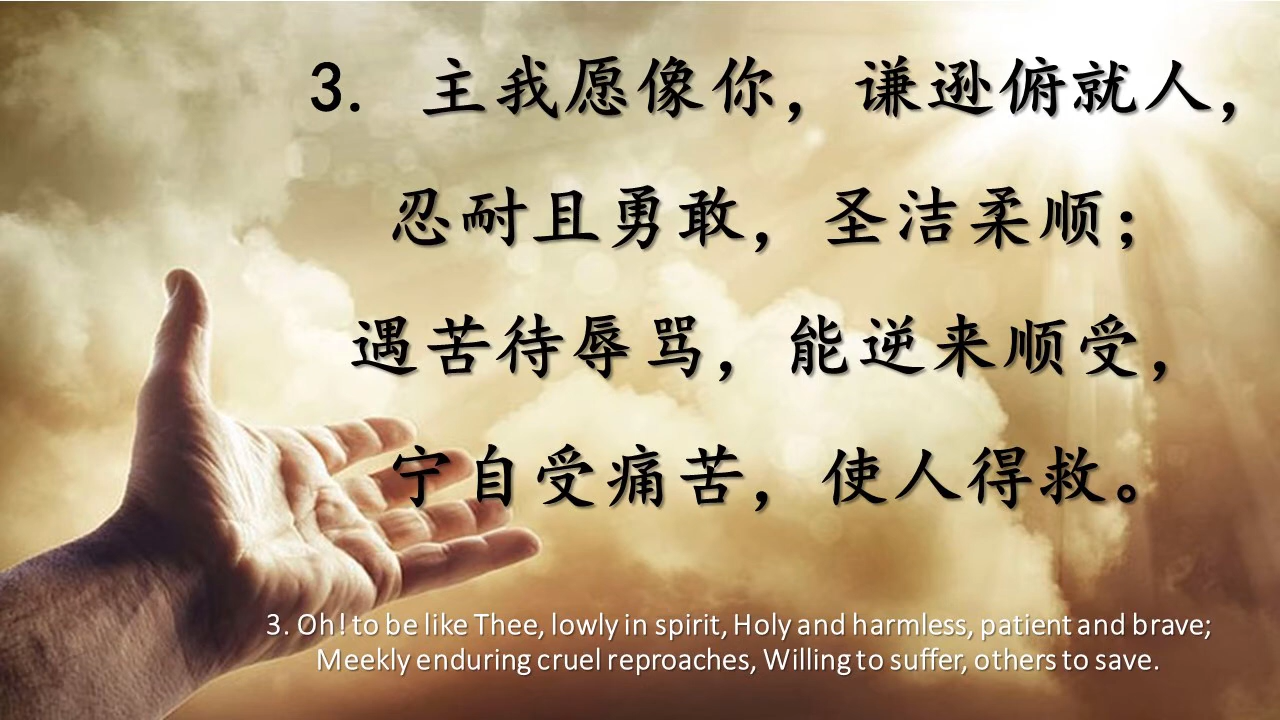 3. 主我愿像你，谦逊俯就人，
忍耐且勇敢，圣洁柔顺；
遇苦待辱骂，能逆来顺受，
宁自受痛苦，使人得救。
3. Oh! to be like Thee, lowly in spirit, Holy and harmless, patient and brave;
Meekly enduring cruel reproaches, Willing to suffer, others to save.